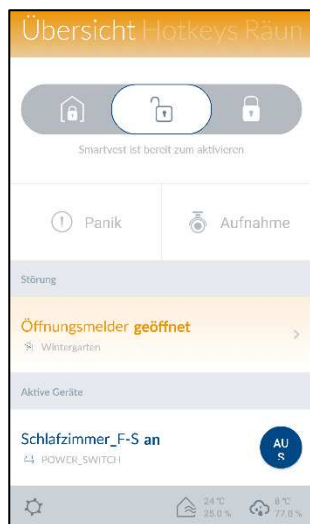 Übersicht Hotkeys Räun
Smartvest ist bereit zum aktivieren
Panik
Aufnahme
Störung
Öffnungsmelder geöffnet
Wintergarten
Aktive Geräte
Schlafzimmer_F-S an
POWER_SWITCH
AU
S
24 °C
25.0 %
8 °C
77.0 %